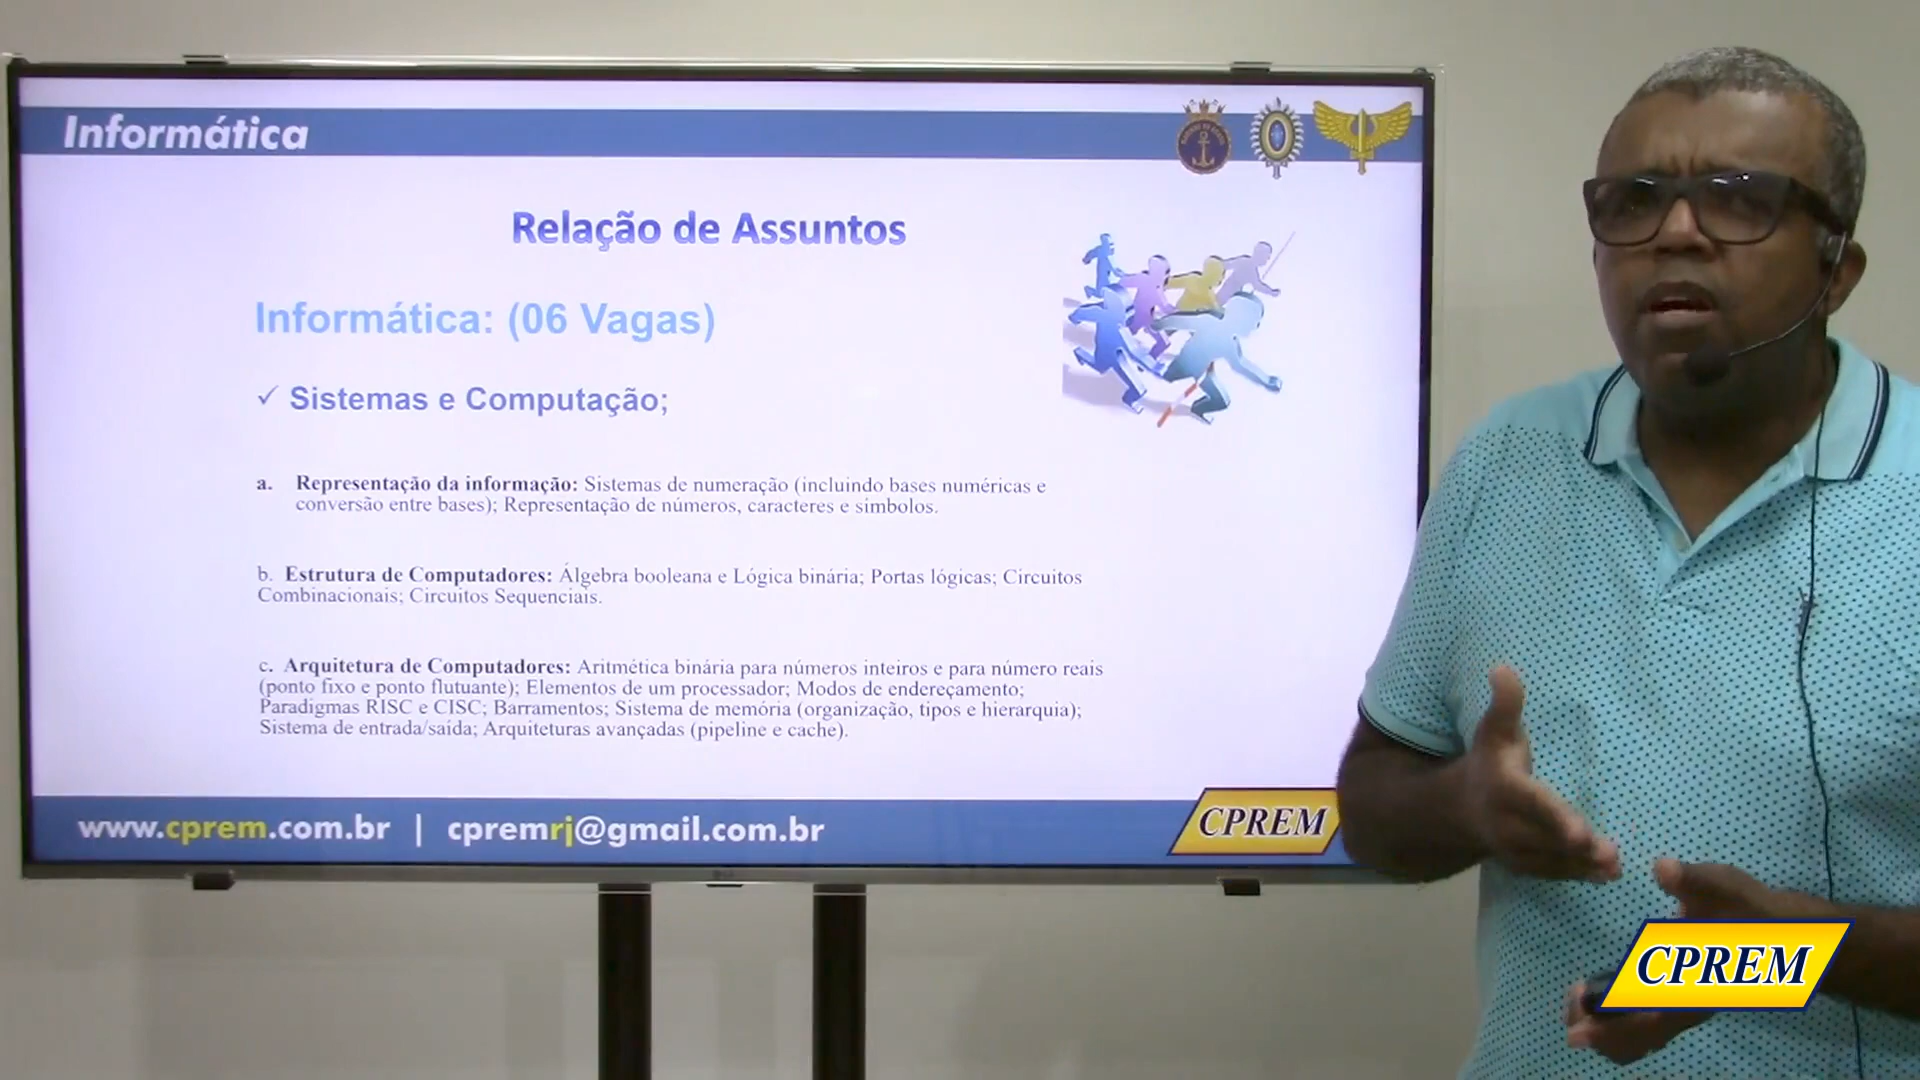 Informática
Relação de Assuntos
Informática: (06 Vagas)
✓ Sistemas e Computação;
a. Representação da informação: Sistemas de numeração (incluindo bases numéricas e
conversão entre bases); Representação de números, caracteres e símbolos.
b. Estrutura de Computadores: Álgebra booleana e Lógica binária; Portas lógicas; Circuitos
Combinacionais; Circuitos Sequenciais.
c. Arquitetura de Computadores: Aritmética binária para números inteiros e para número reais
(ponto fixo e ponto flutuante); Elementos de um processador; Modos de endereçamento;
Paradigmas RISC e CISC; Barramentos; Sistema de memória (organização, tipos e hierarquia);
Sistema de entrada/saída; Arquiteturas avançadas (pipeline e cache).
www.cprem.com.br | cpremrj@gmail.com.br
CPREM
CPREM